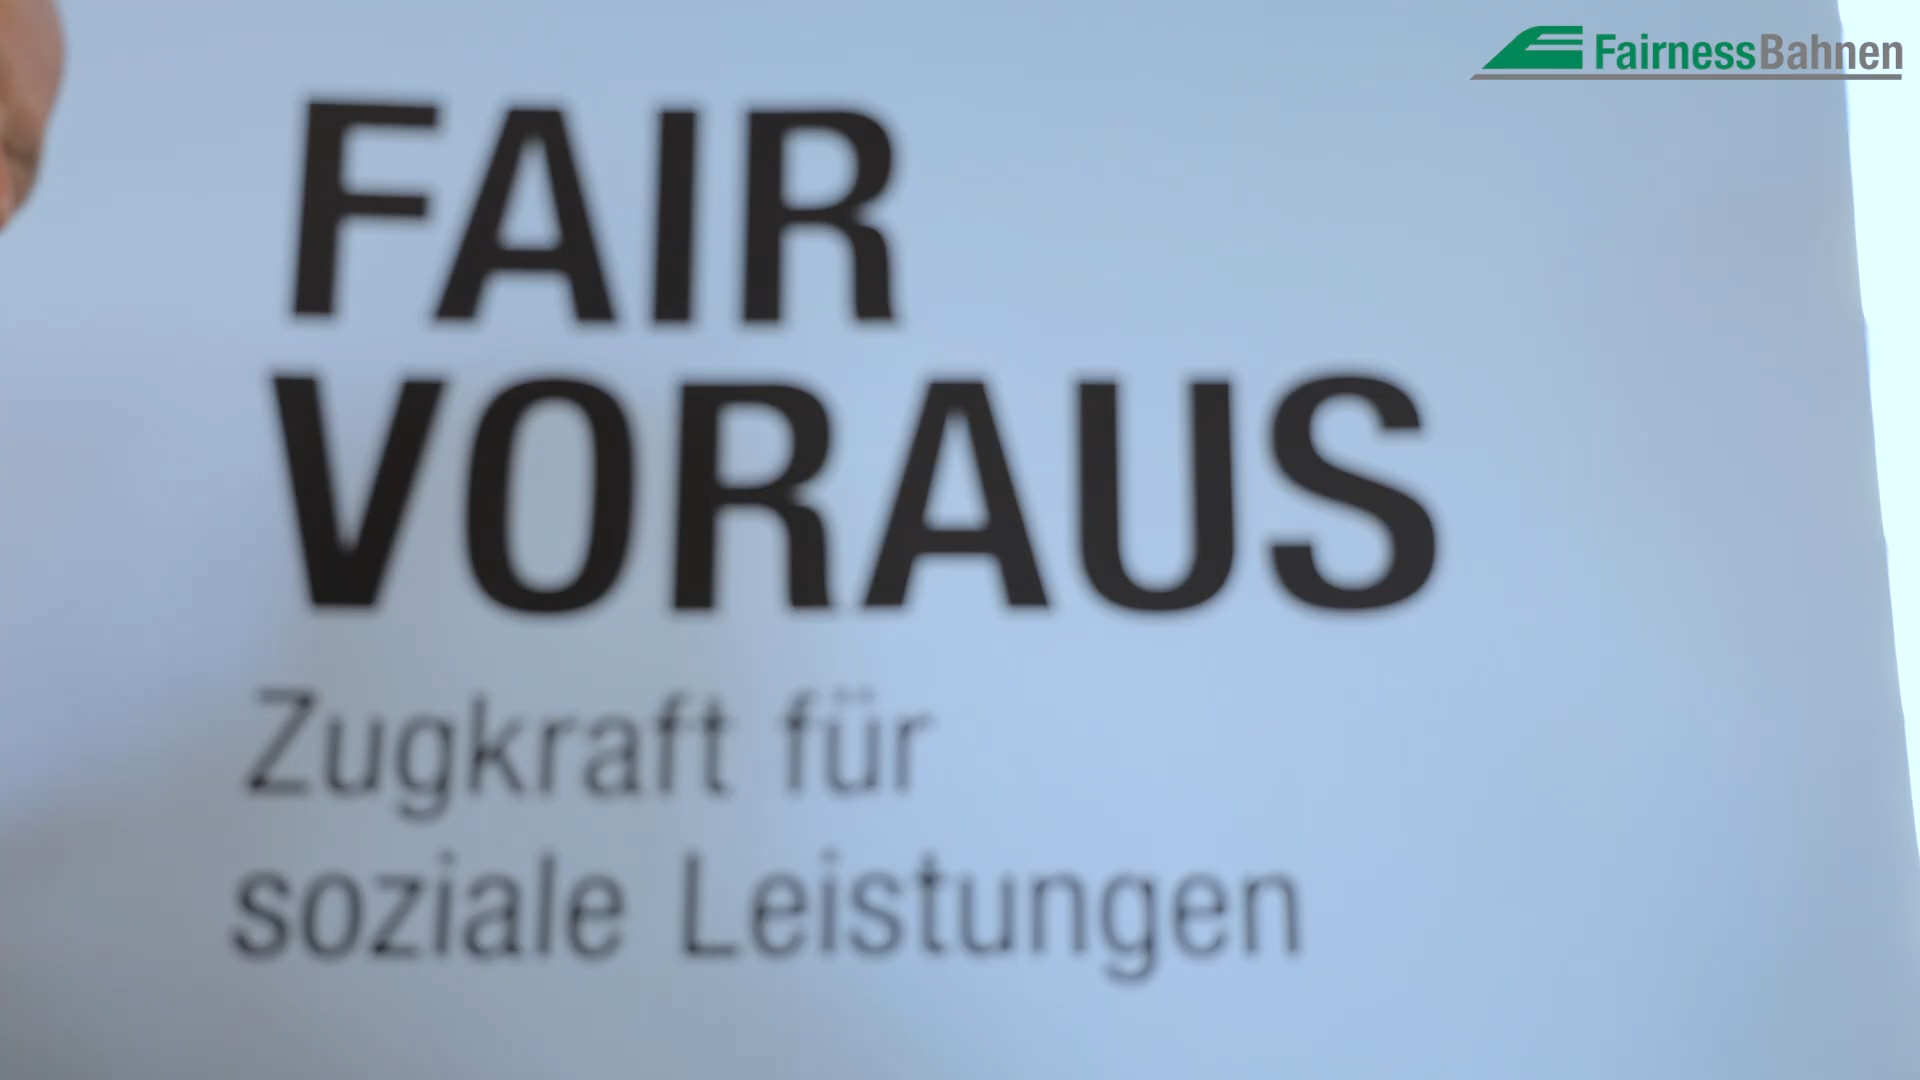 FairnessBahnen
FAIR
VORAUS
Zugkraft für
soziale Leistungen